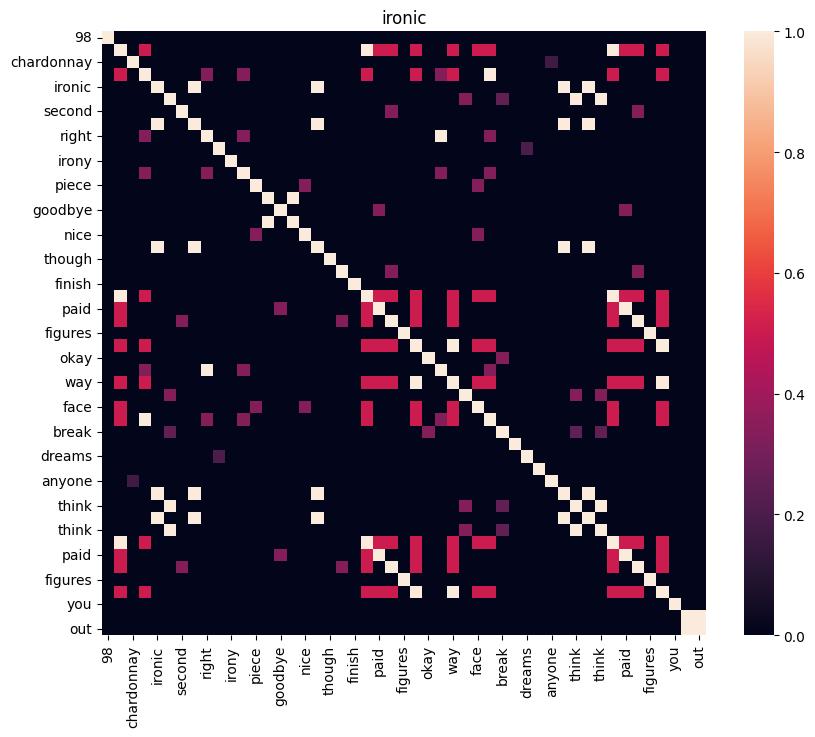 ironic
98
chardonnay
ironic
second
right
irony
piece
goodbye
nice
though
finish
paid
figures
okay
way
face
break
dreams
anyone
think
think
paid
figures
you
out
98
chardonnay
ironic
second
right
irony
piece
goodbye
nice
though
finish
paid
figures
okay
way
face
break
dreams
anyone
think
think
paid
figures
you
out
1.0
0.8
0.6
0.4
0.2
0.0